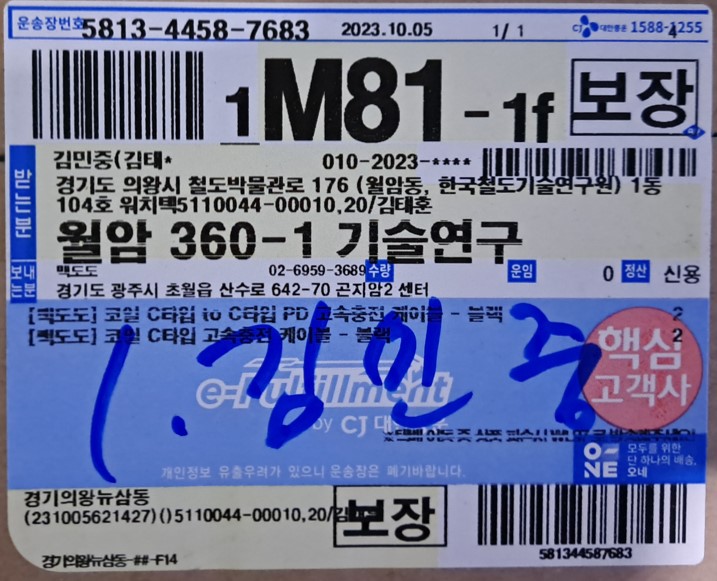 운송장번호 5813-4458-7683 2023.10.05 1/ 1 CJ 대한통운 1588-1255
4
1 M81 - 1f 보장
받는분
김민중(김태* 010-2023-****
경기도 의왕시 철도박물관로 176 (월암동, 한국철도기술연구원) 1동
104호 워치텍5110044-00010,20/김태훈
월암 360-1 기술연구
보내는분
맥도도 02-6959-3689 수량 운임 0 정산 신용
경기도 광주시 초월읍 산수로 642-70 곤지암2 센터
[맥도도] 코일 C타입 to C타입 PD 고속충전 케이블 - 블랙 2
[맥도도] 코일 C타입 고속충전 케이블 - 블랙 2
핵심
고객사
1. 김민중
e-Fulfillment
by CJ 대한통운
개인정보 유출우려가 있으니 운송장은 폐기바랍니다.
O-NE
모두를 위한
단 하나의 배송,
오네
경기의왕뉴삼동
(231005621427)()5110044-00010,20/김
보장
581344587683
경기의왕뉴삼동-##-F14